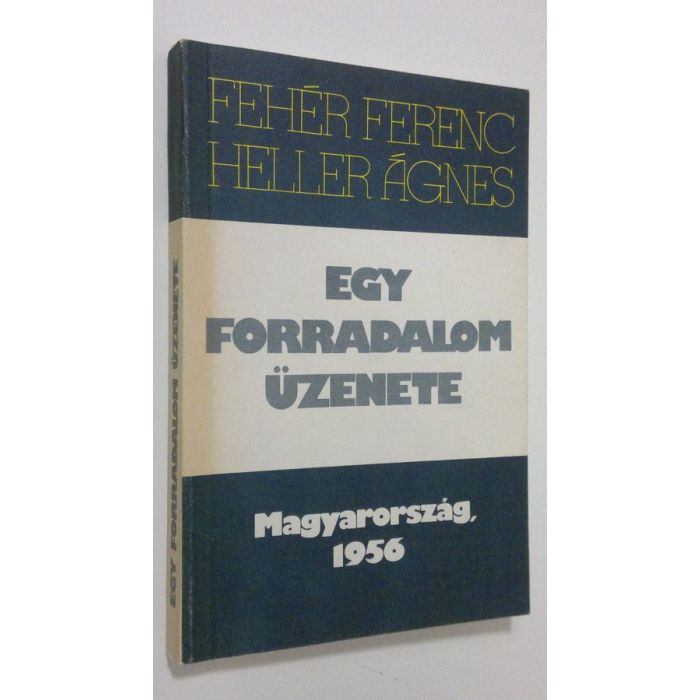 FEHÉR FERENC
HELLER ÁGNES
EGY
FORRADALOM
ÜZENETE
Magyarország,
1956
EGY FORRADALOM ÜZENETE